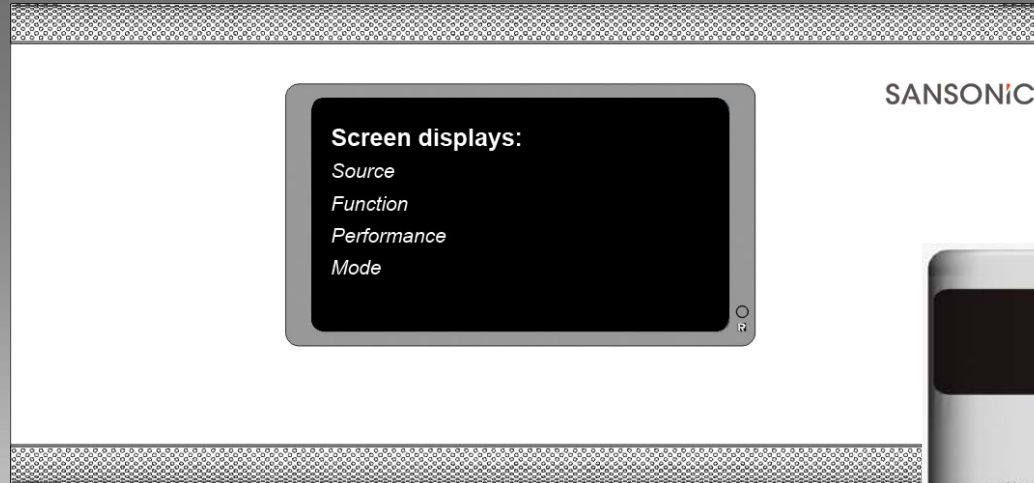 SANSONIC
Screen displays:
Source
Function
Performance
Mode
R